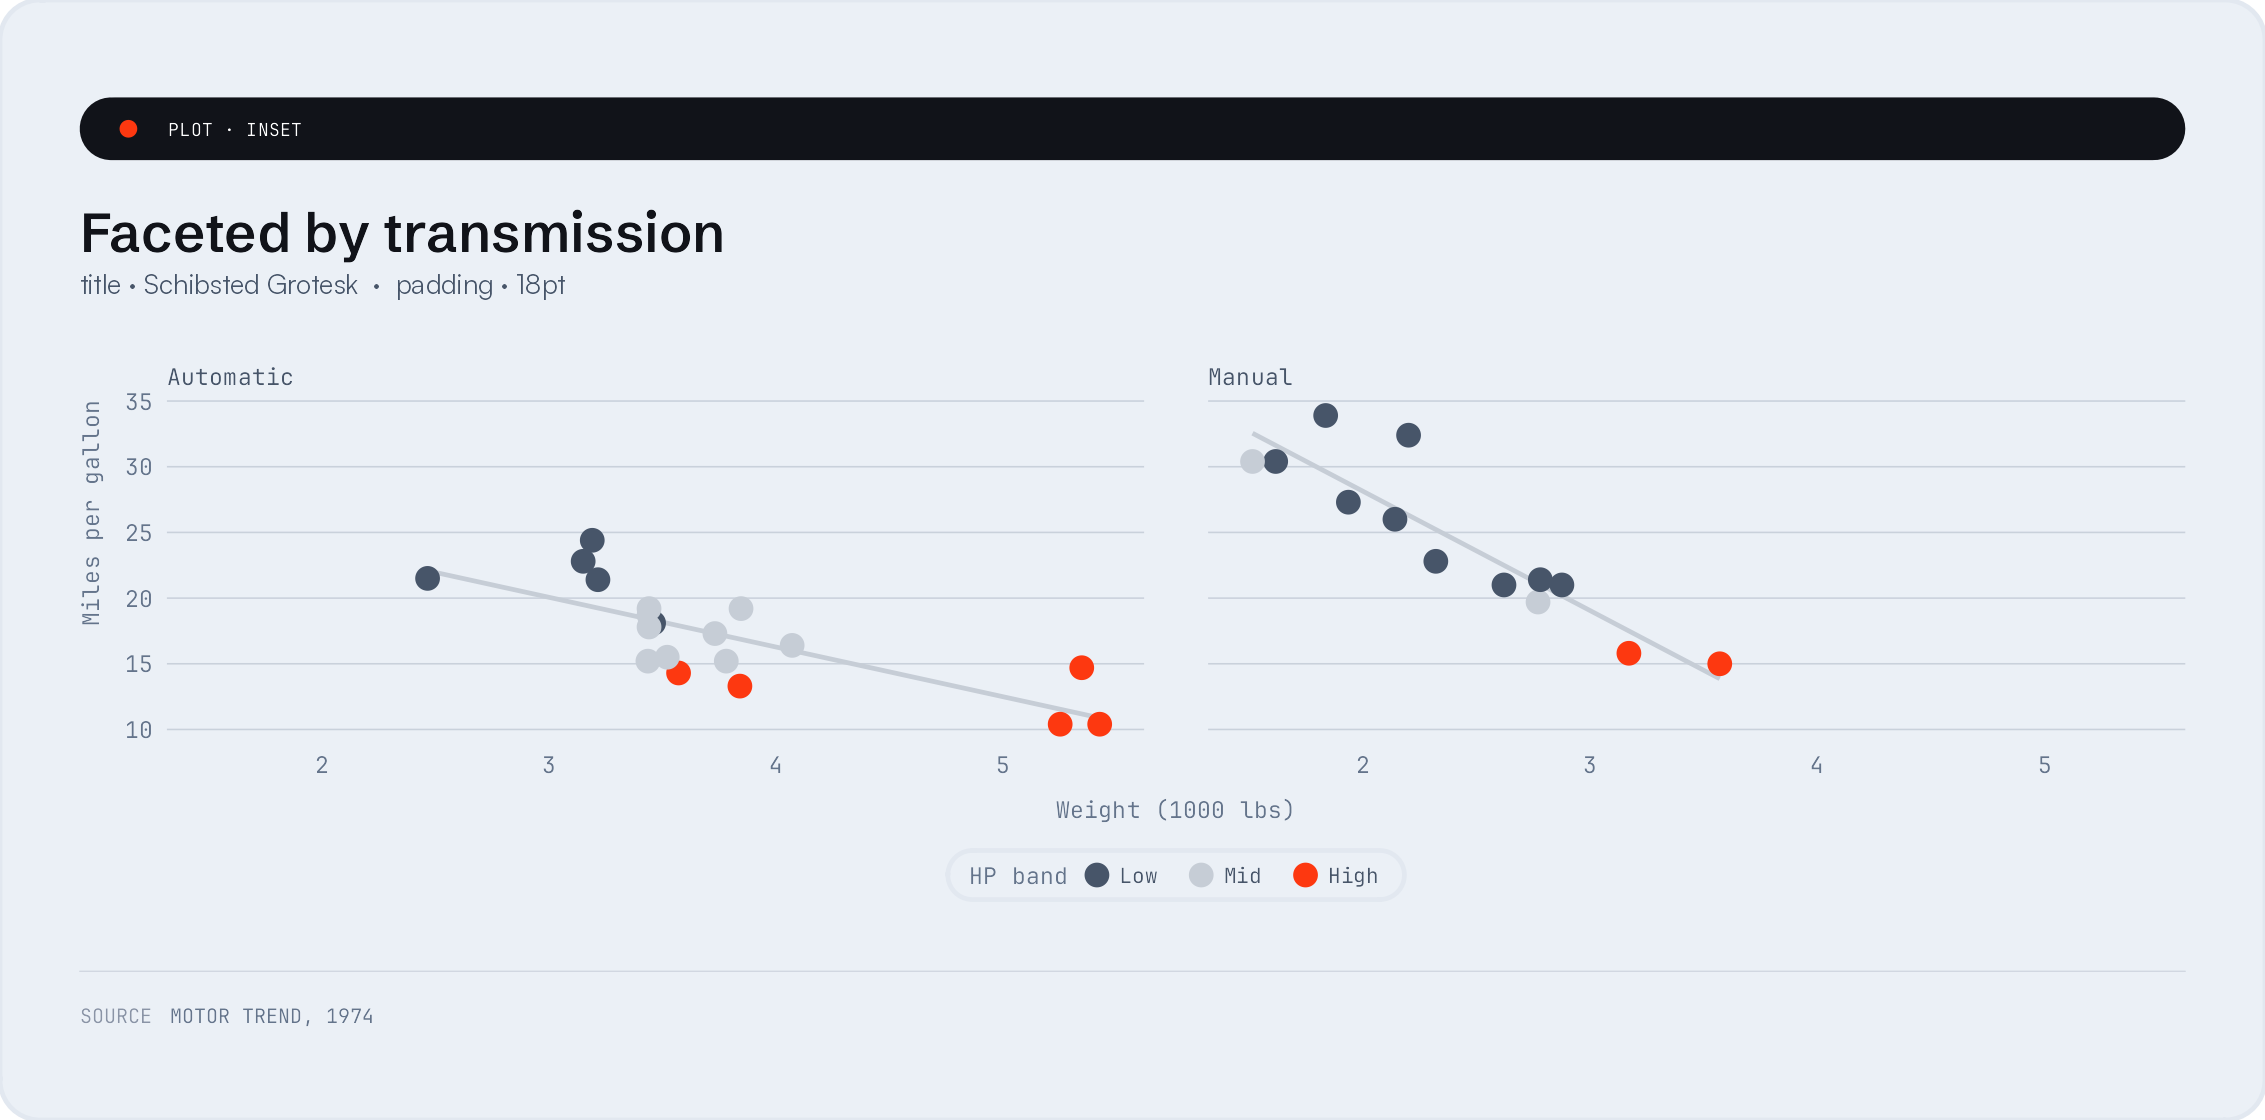 PLOT · INSET
Faceted by transmission
title • Schibsted Grotesk • padding • 18pt
Automatic
Manual
Miles per gallon
35
30
25
20
15
10
2 3 4 5
2 3 4 5
Weight (1000 lbs)
HP band Low Mid High
SOURCE MOTOR TREND, 1974